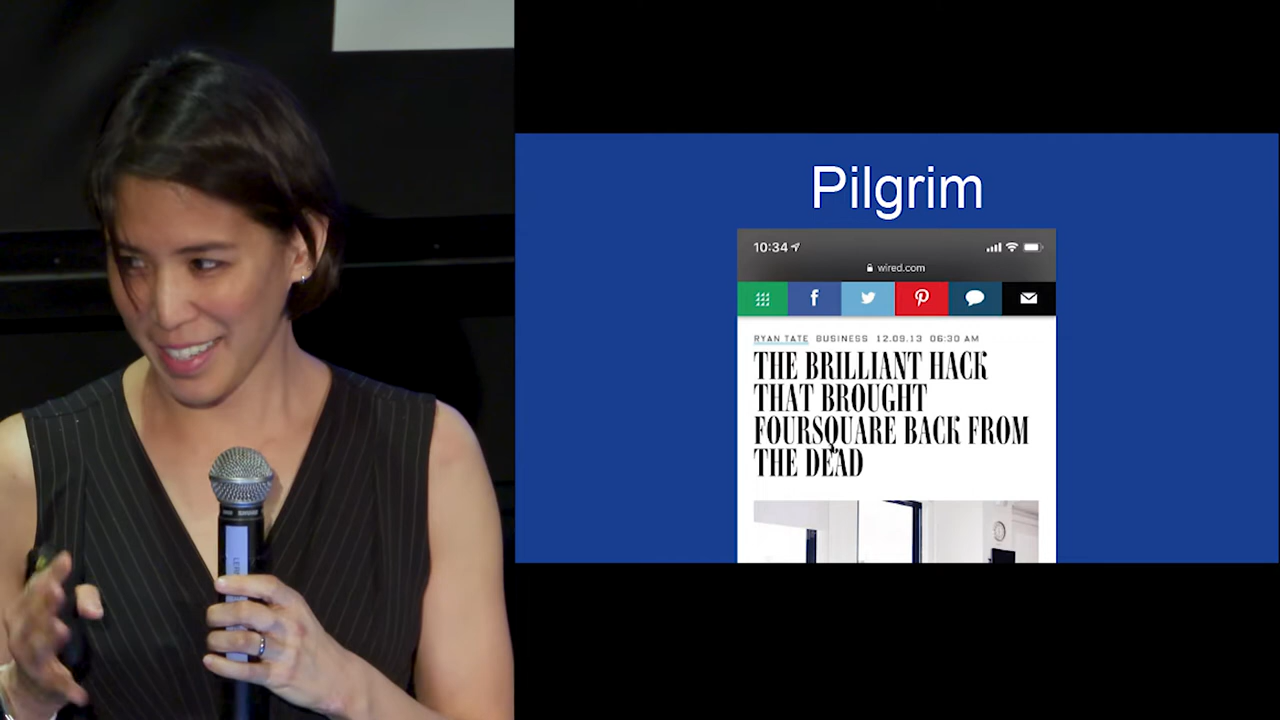 Pilgrim
10:34
wired.com
RYAN TATE BUSINESS 12.09.13 06:30 AM
THE BRILLIANT HACK
THAT BROUGHT
FOURSQUARE BACK FROM
THE DEAD